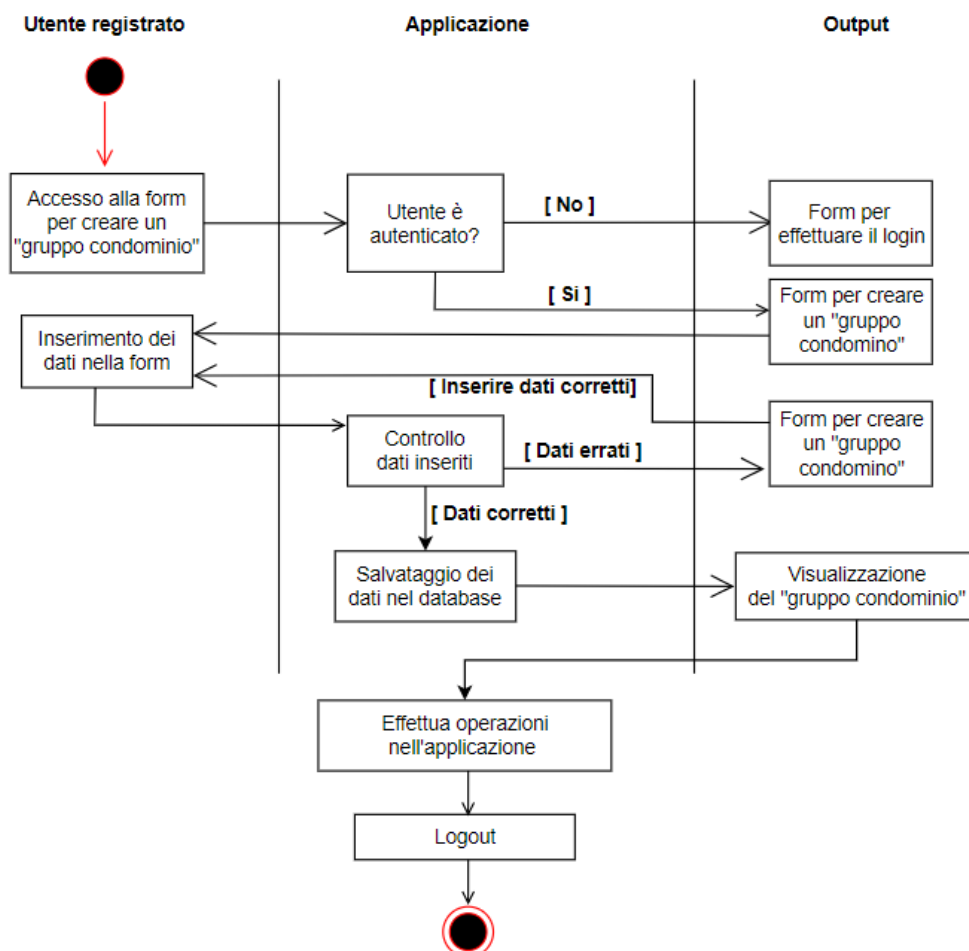 Utente registrato
Applicazione
Output
Accesso alla form
per creare un
"gruppo condominio"
Utente è
autenticato?
[ No ]
Form per
effettuare il login
[ Si ]
Form per creare
un "gruppo
condomino"
Inserimento dei
dati nella form
[ Inserire dati corretti]
Controllo
dati inseriti
[ Dati errati ]
Form per creare
un "gruppo
condomino"
[ Dati corretti ]
Salvataggio dei
dati nel database
Visualizzazione
del "gruppo condominio"
Effettua operazioni
nell'applicazione
Logout